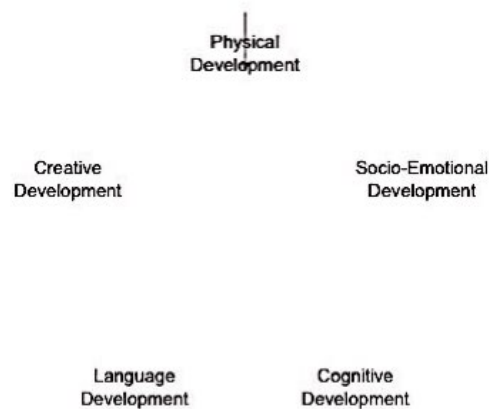 Physical
Development
Creative
Development
Socio-Emotional
Development
Language
Development
Cognitive
Development